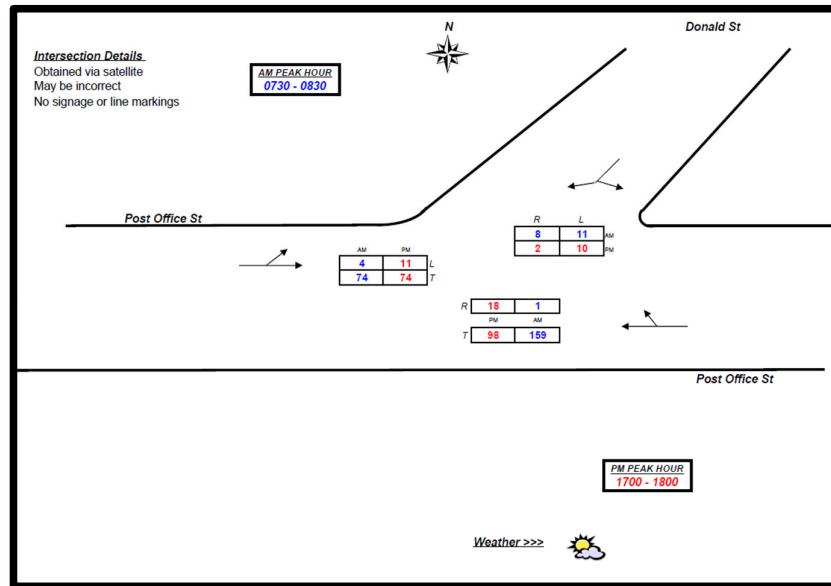 N
Donald St
Intersection Details
Obtained via satellite
May be incorrect
No signage or line markings
AM PEAK HOUR
0730 - 0830
Post Office St
R L
8 11 AM
2 10 PM
AM PM
4 11 L
74 74 T
R 18 1
PM AM
T 98 159
Post Office St
PM PEAK HOUR
1700 - 1800
Weather >>>